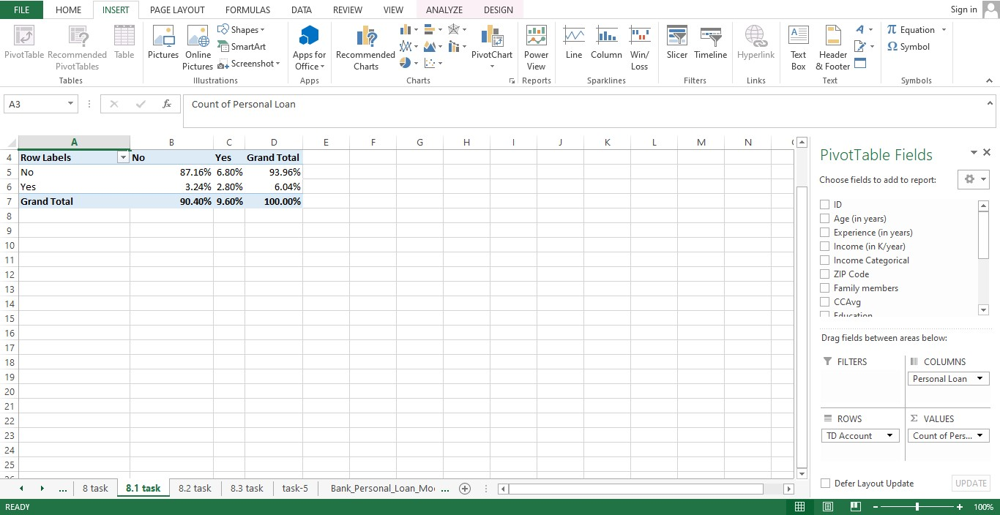 FILE HOME INSERT PAGE LAYOUT FORMULAS DATA REVIEW VIEW ANALYZE DESIGN Sign in
PivotTable
Recommended
PivotTables
Table
Tables
Pictures
Online
Pictures
Shapes
SmartArt
Screenshot
Illustrations
Apps for
Office
Apps
Recommended
Charts
PivotChart
Charts
Power
View
Reports
Line
Column
Win/
Loss
Sparklines
Slicer
Timeline
Filters
Hyperlink
Links
Text
Box
Header
& Footer
Text
π Equation
Ω Symbol
Symbols
A3 fx Count of Personal Loan
A B C D E F G H I J K L M N
4 Row Labels No Yes Grand Total
5 No 87.16% 6.80% 93.96%
6 Yes 3.24% 2.80% 6.04%
7 Grand Total 90.40% 9.60% 100.00%
8
9
10
11
12
13
14
15
16
17
18
19
20
21
22
23
24
25
PivotTable Fields
Choose fields to add to report:
ID
Age (in years)
Experience (in years)
Income (in K/year)
Income Categorical
ZIP Code
Family members
CCAvg
Education
Drag fields between areas below:
FILTERS
COLUMNS
Personal Loan
ROWS
TD Account
Σ VALUES
Count of Pers...
Defer Layout Update UPDATE
... 8 task 8.1 task 8.2 task 8.3 task task-5 Bank_Personal_Loan_Mo ...
READY 100%